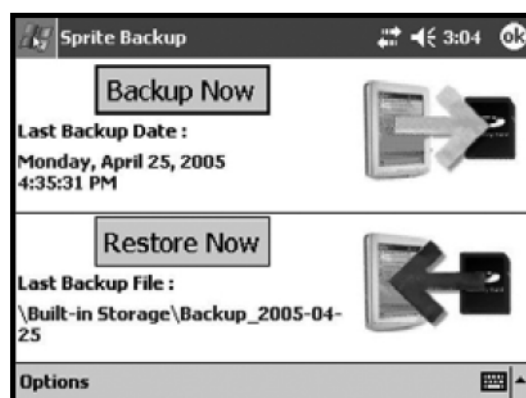 Sprite Backup 3:04 ok
Backup Now
Last Backup Date :
Monday, April 25, 2005
4:35:31 PM
Restore Now
Last Backup File :
\Built-in Storage\Backup_2005-04-
25
Options